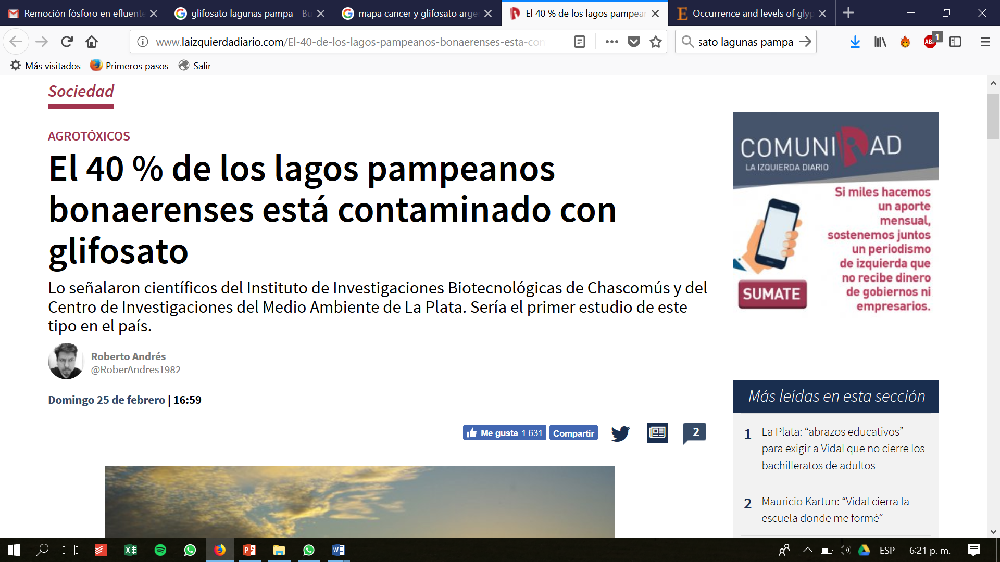 Remoción fósforo en efluente
glifosato lagunas pampa - Bu
mapa cancer y glifosato arge
El 40 % de los lagos pampear
Occurrence and levels of glyp
www.laizquierdadiario.com/El-40-de-los-lagos-pampeanos-bonaerenses-esta-con
sato lagunas pampa
ABP
1
Más visitados
Primeros pasos
Salir
Sociedad
AGROTÓXICOS
El 40 % de los lagos pampeanos
bonaerenses está contaminado con
glifosato
Lo señalaron científicos del Instituto de Investigaciones Biotecnológicas de Chascomús y del
Centro de Investigaciones del Medio Ambiente de La Plata. Sería el primer estudio de este
tipo en el país.
Roberto Andrés
@RoberAndres1982
Domingo 25 de febrero | 16:59
Me gusta 1.631
Compartir
2
COMUNIDAD
LA IZQUIERDA DIARIO
Si miles hacemos
un aporte
mensual,
sostenemos juntos
un periodismo
de izquierda que
no recibe dinero
de gobiernos ni
empresarios.
SUMATE
Más leídas en esta sección
1 La Plata: “abrazos educativos”
para exigir a Vidal que no cierre los
bachilleratos de adultos
2 Mauricio Kartun: “Vidal cierra la
escuela donde me formé”
ESP
6:21 p. m.